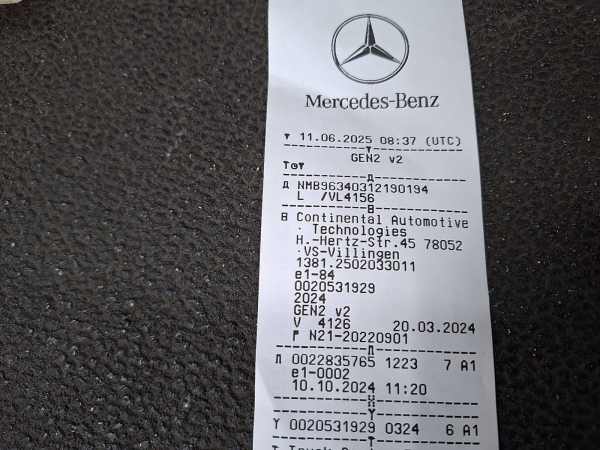 Mercedes-Benz
▼ 11.06.2025 08:37 (UTC)
GEN2 v2
NMB96340312190194
L /VL4156
Continental Automotive
Technologies
H.-Hertz-Str.45 78052
VS-Villingen
1381.2502033011
e1-84
0020531929
2024
GEN2 v2
V 4126 20.03.2024
N21-20220901
0022835765 1223 7 A1
e1-0002
10.10.2024 11:20
0020531929 0324 6 A1